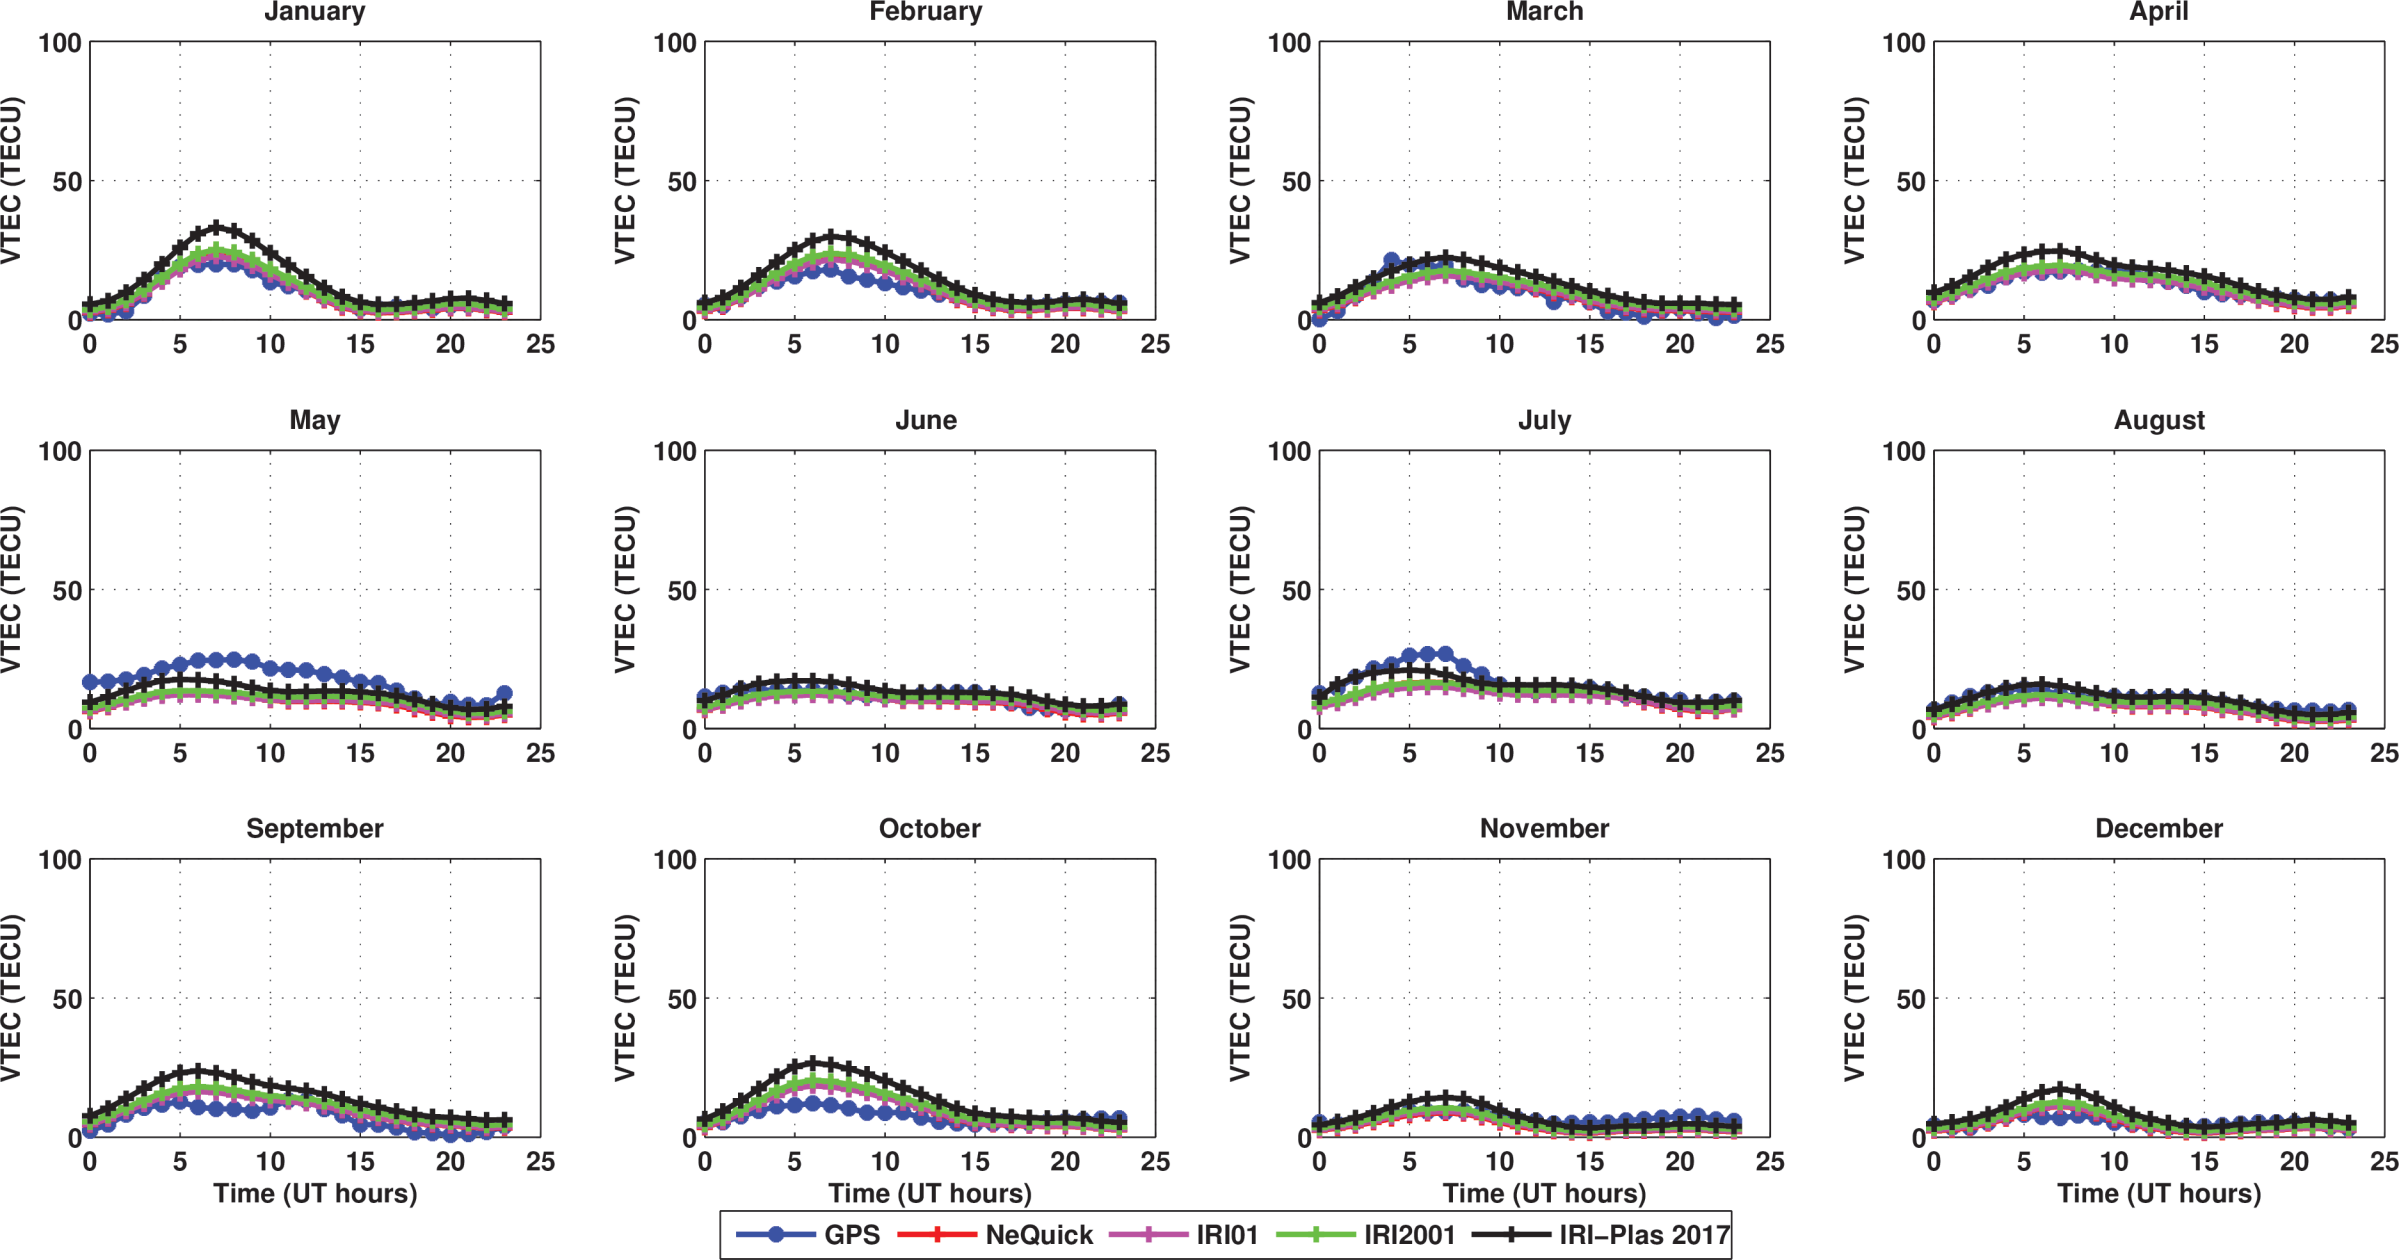 January February March April
100 100 100 100
VTEC (TECU) VTEC (TECU) VTEC (TECU) VTEC (TECU)
50 50 50 50
0 0 0 0
0 5 10 15 20 25 0 5 10 15 20 25 0 5 10 15 20 25 0 5 10 15 20 25
May June July August
100 100 100 100
VTEC (TECU) VTEC (TECU) VTEC (TECU) VTEC (TECU)
50 50 50 50
0 0 0 0
0 5 10 15 20 25 0 5 10 15 20 25 0 5 10 15 20 25 0 5 10 15 20 25
September October November December
100 100 100 100
VTEC (TECU) VTEC (TECU) VTEC (TECU) VTEC (TECU)
50 50 50 50
0 0 0 0
0 5 10 15 20 25 0 5 10 15 20 25 0 5 10 15 20 25 0 5 10 15 20 25
Time (UT hours) Time (UT hours) Time (UT hours) Time (UT hours)
GPS NeQuick IRI01 IRI2001 IRI−Plas 2017